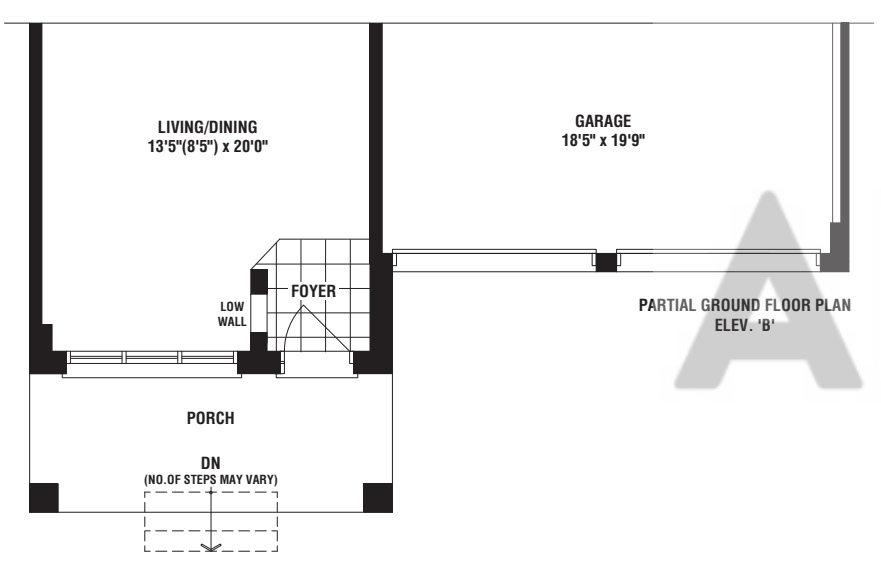 LIVING/DINING
13'5"(8'5") x 20'0"
GARAGE
18'5" x 19'9"
FOYER
LOW
WALL
PARTIAL GROUND FLOOR PLAN
ELEV. 'B'
PORCH
DN
(NO.OF STEPS MAY VARY)
A